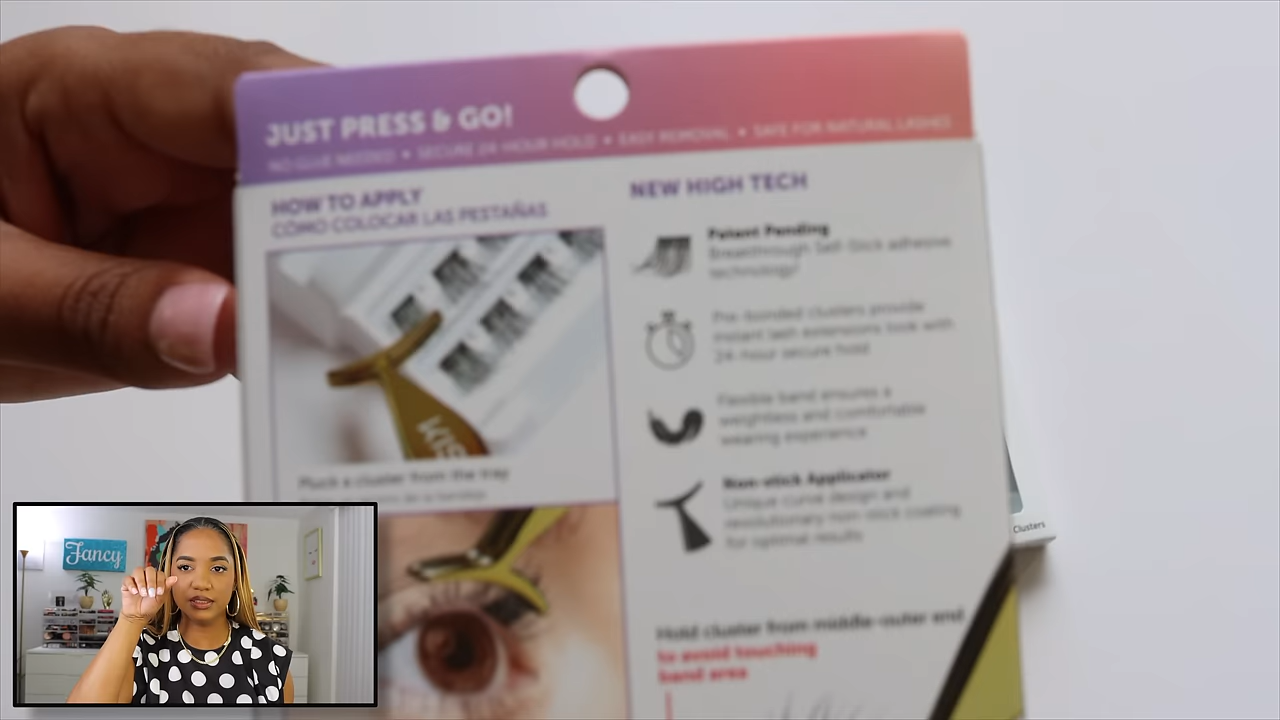 JUST PRESS & GO!
NO GLUE NEEDED • SECURE 24 HOUR HOLD • EASY REMOVAL • SAFE FOR NATURAL LASHES
HOW TO APPLY
CÓMO COLOCAR LAS PESTAÑAS
KISS
Pluck a cluster from the tray
NEW HIGH TECH
Patent Pending
Breakthrough Self-Stick adhesive
technology
Pre-bonded clusters provide
instant lash extensions look with
24-hour secure hold
Flexible band ensures a
weightless and comfortable
wearing experience
Non-stick Applicator
Unique curve design and
revolutionary non-stick coating
for optimal results
Hold cluster from middle-outer end
to avoid touching
band area
Clusters
Fancy